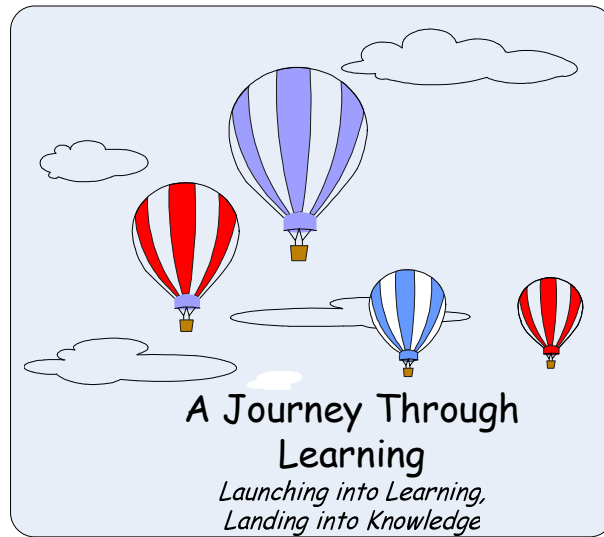 A Journey Through
Learning
Launching into Learning,
Landing into Knowledge